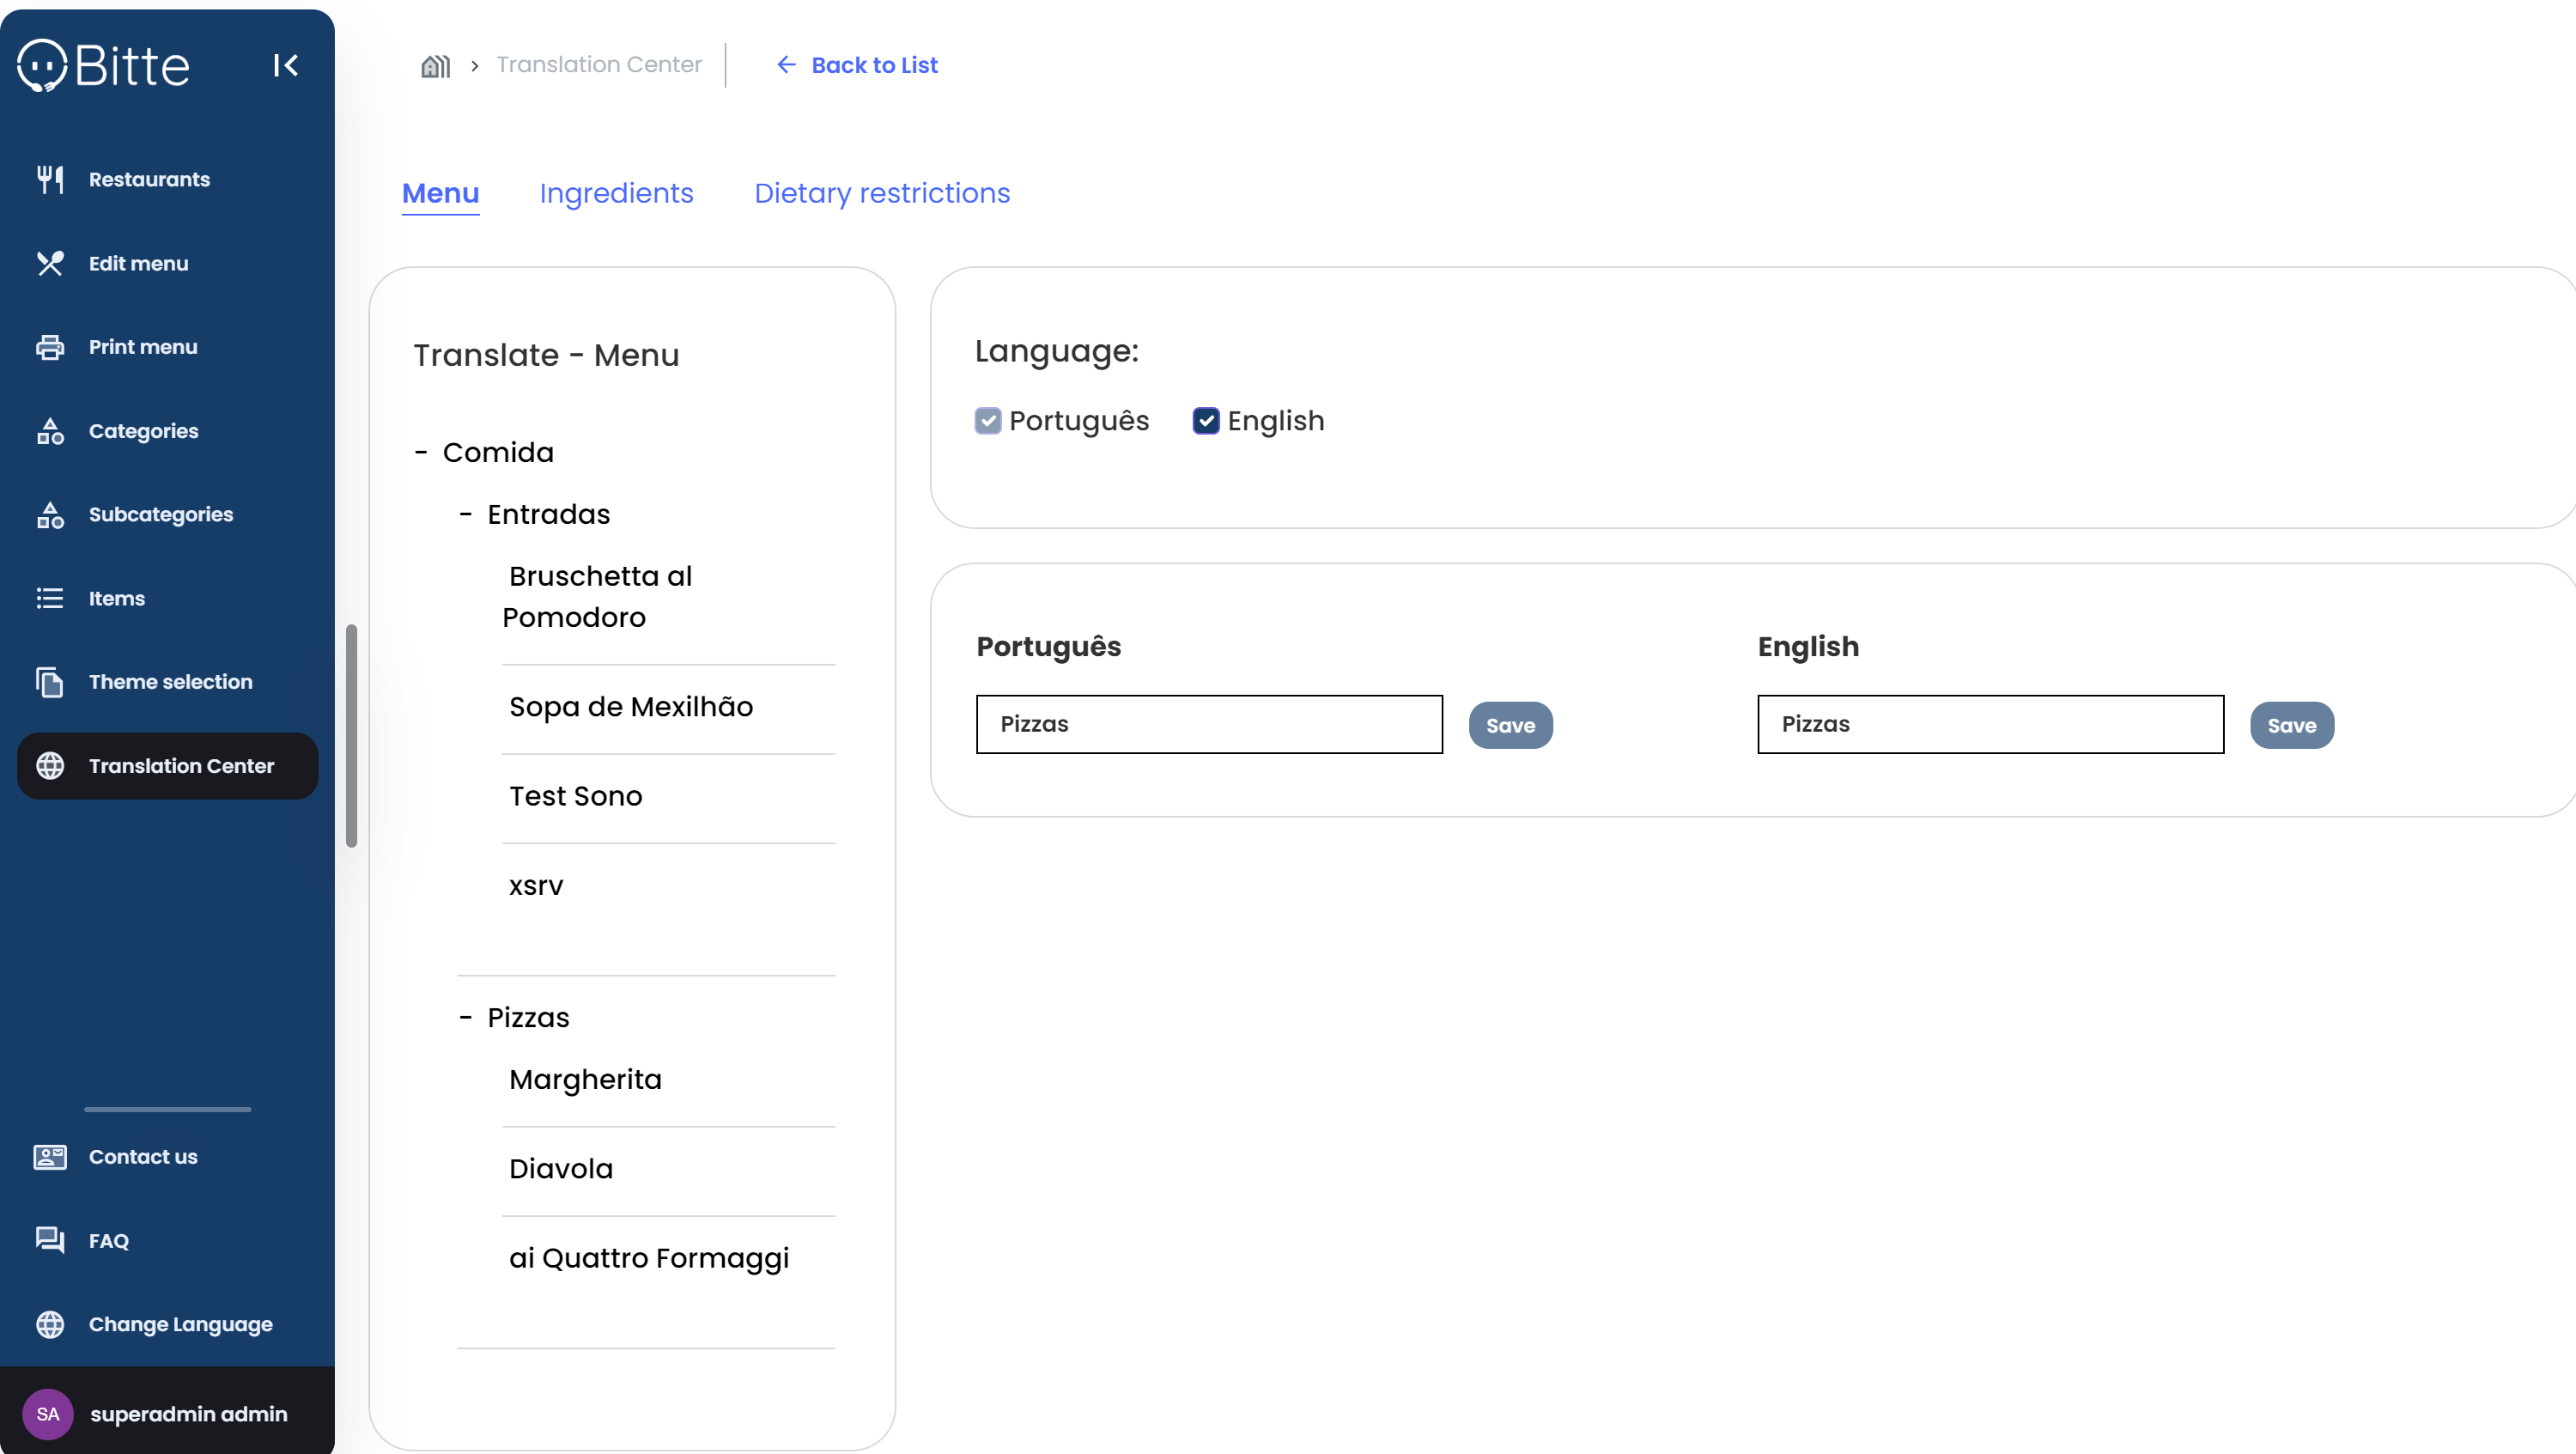 Bitte
Restaurants
Edit menu
Print menu
Categories
Subcategories
Items
Theme selection
Translation Center
Contact us
FAQ
Change Language
SA superadmin admin
Translation Center
Back to List
Menu Ingredients Dietary restrictions
Translate - Menu
- Comida
- Entradas
Bruschetta al
Pomodoro
Sopa de Mexilhão
Test Sono
xsrv
- Pizzas
Margherita
Diavola
ai Quattro Formaggi
Language:
Português English
Português English
Pizzas Save Pizzas Save